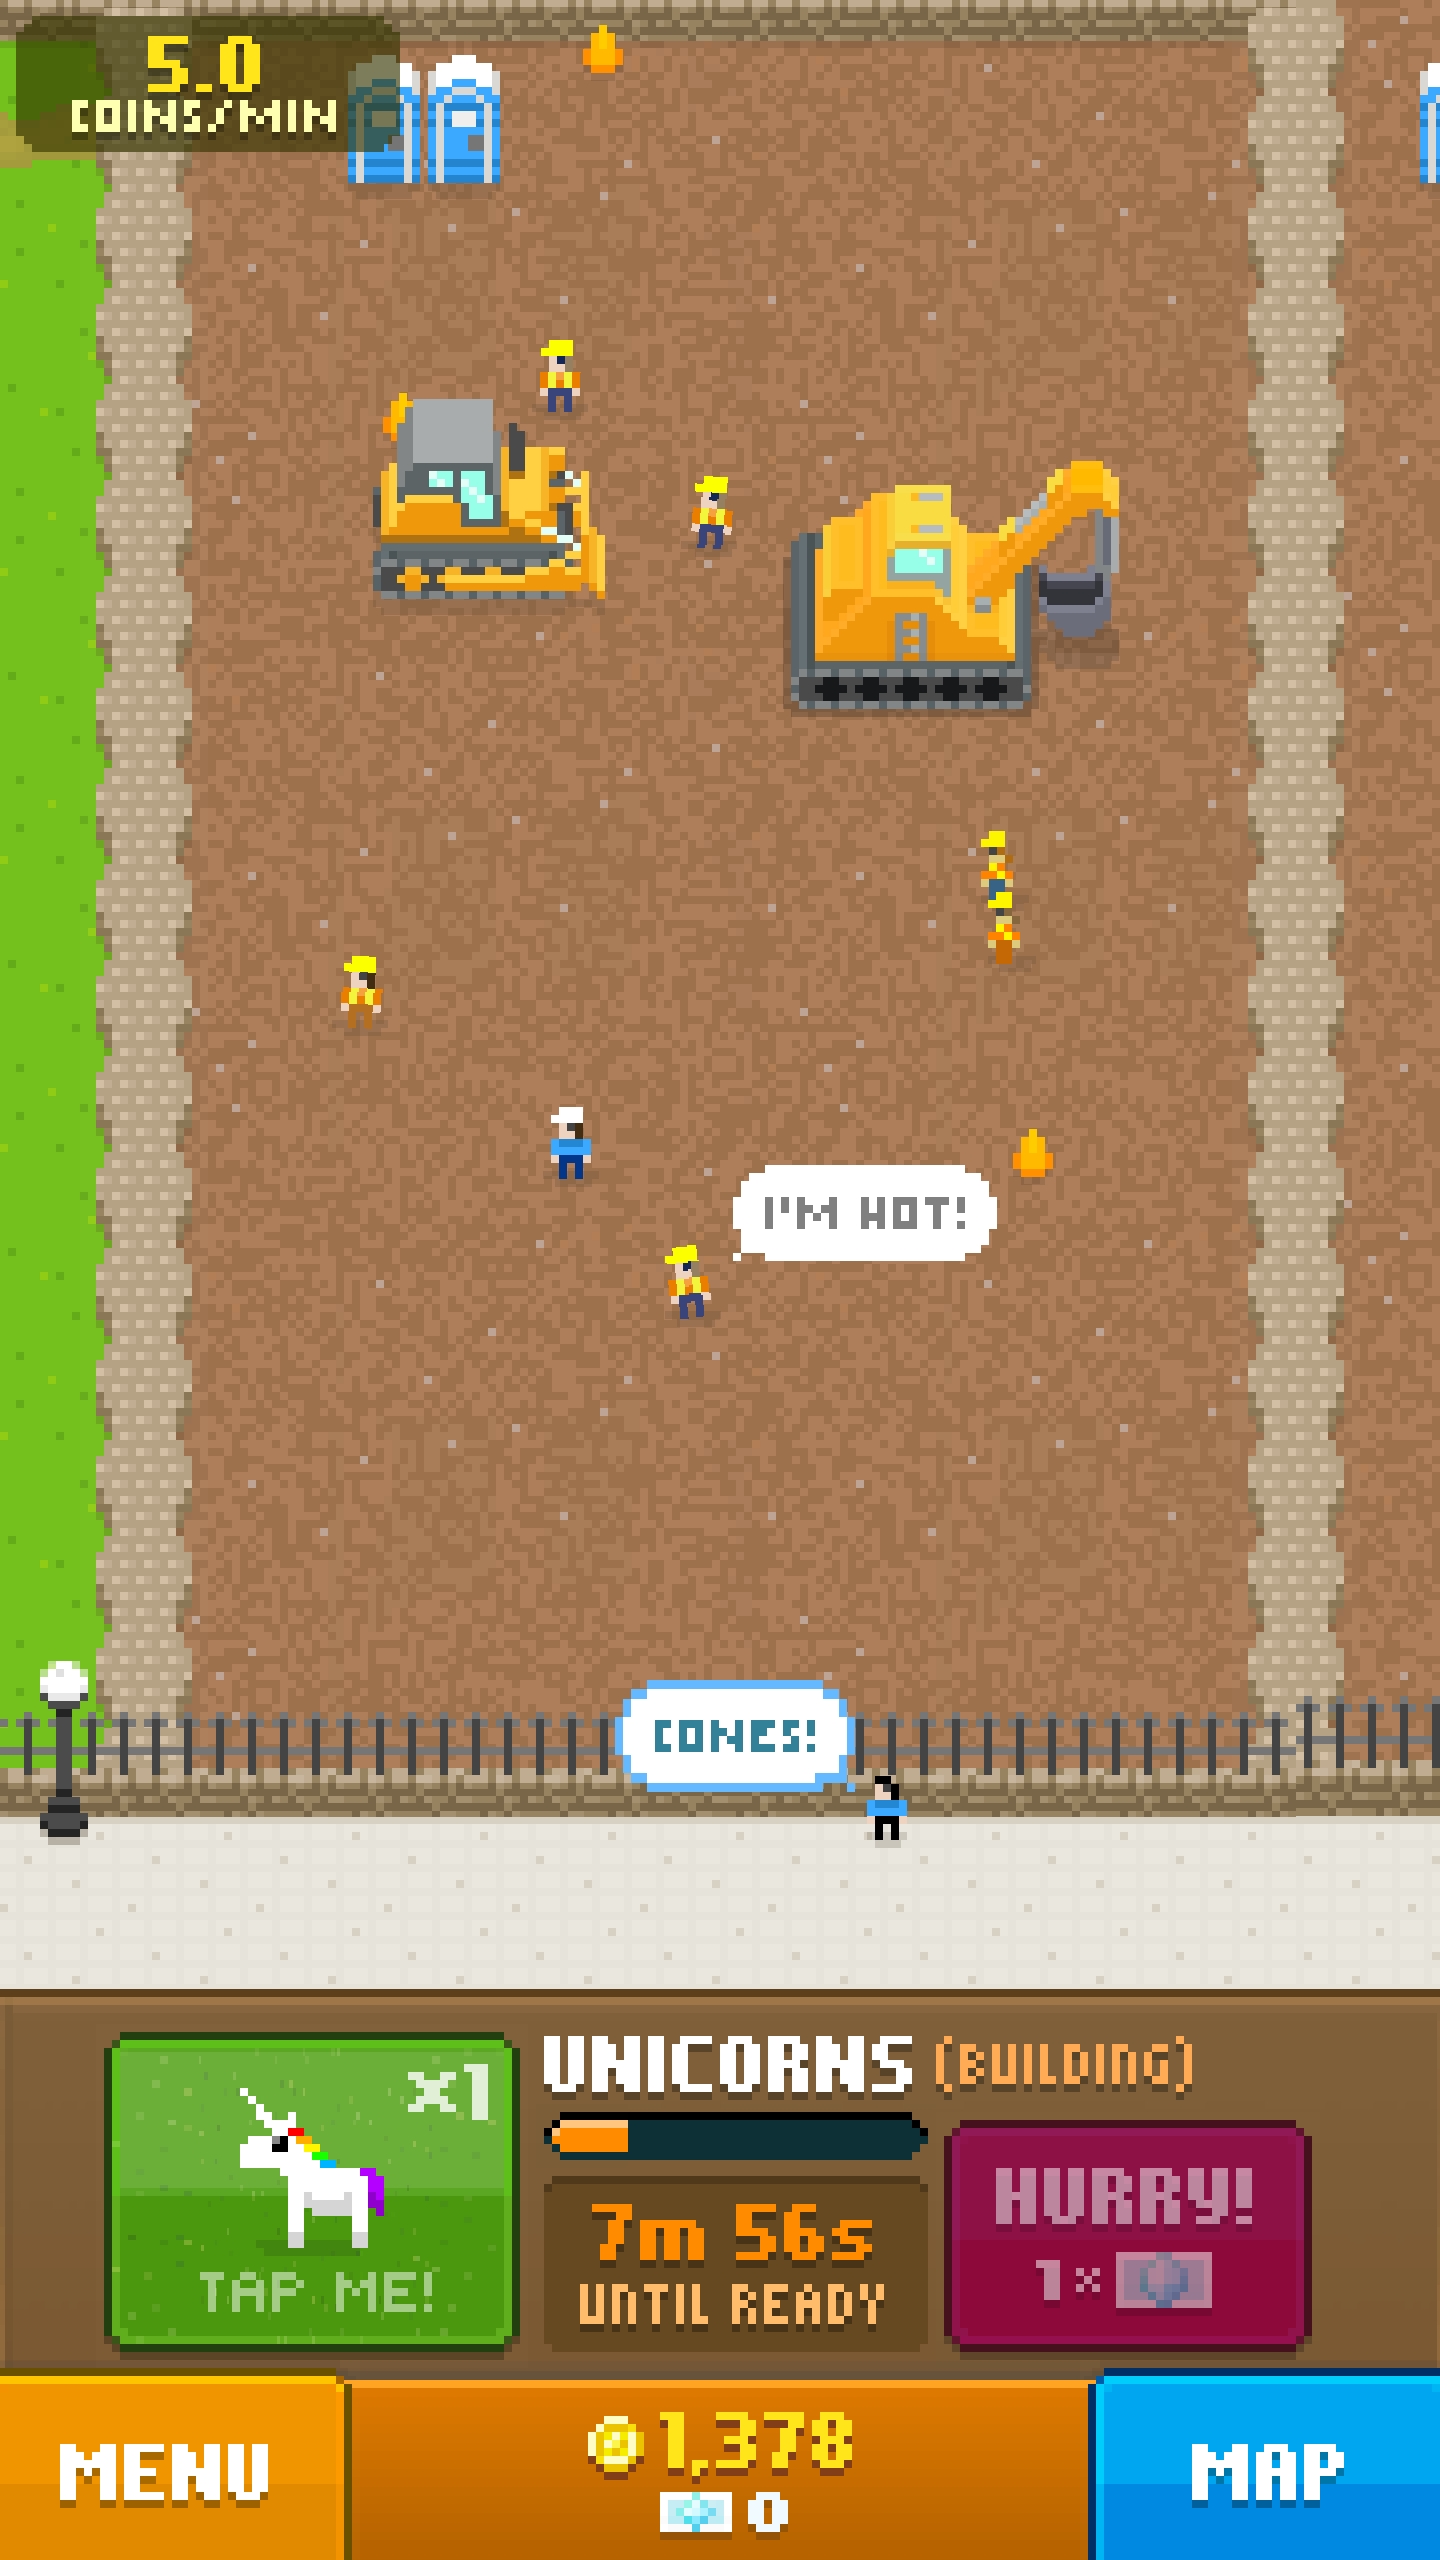 5.0
COINS/MIN
I'M HOT!
CONES!
UNICORNS (BUILDING)
x1
TAP ME!
7m 56s
UNTIL READY
HURRY!
1x
MENU
1,378
0
MAP